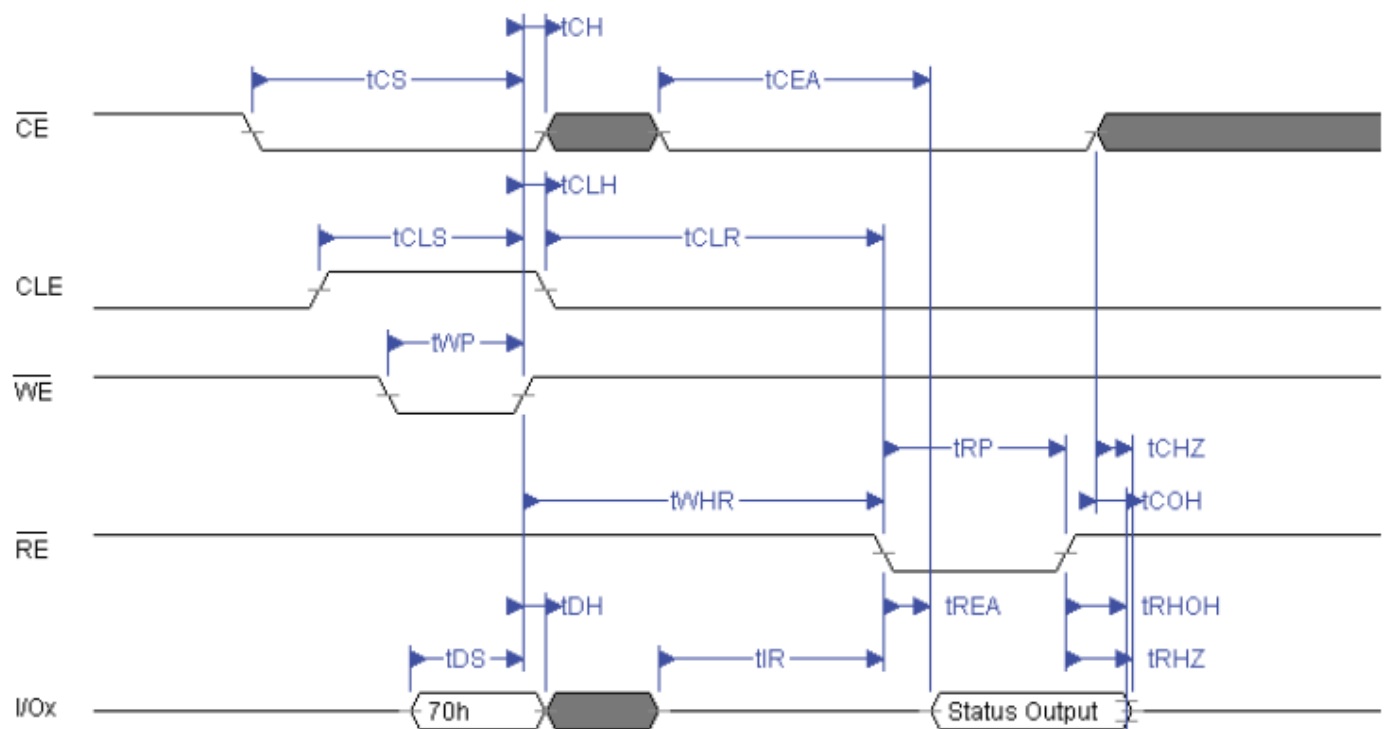 tCH
tCS
tCEA
CE
tCLH
tCLS
tCLR
CLE
tWP
WE
tRP
tCHZ
tWHR
tCOH
RE
tDH
tREA
tRHOH
tDS
tIR
tRHZ
I/Ox
70h
Status Output